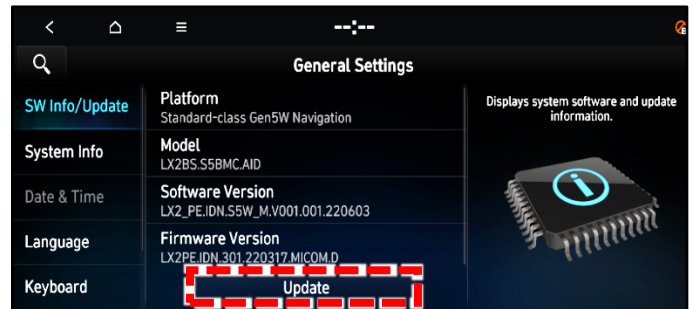 --:--
General Settings
SW Info/Update
Platform
Standard-class Gen5W Navigation
Displays system software and update
information.
System Info
Model
LX2BS.S5BMC.AID
Date & Time
Software Version
LX2_PE.IDN.S5W_M.V001.001.220603
Language
Firmware Version
LX2PE.IDN.301.220317.MICOM.D
Keyboard
Update